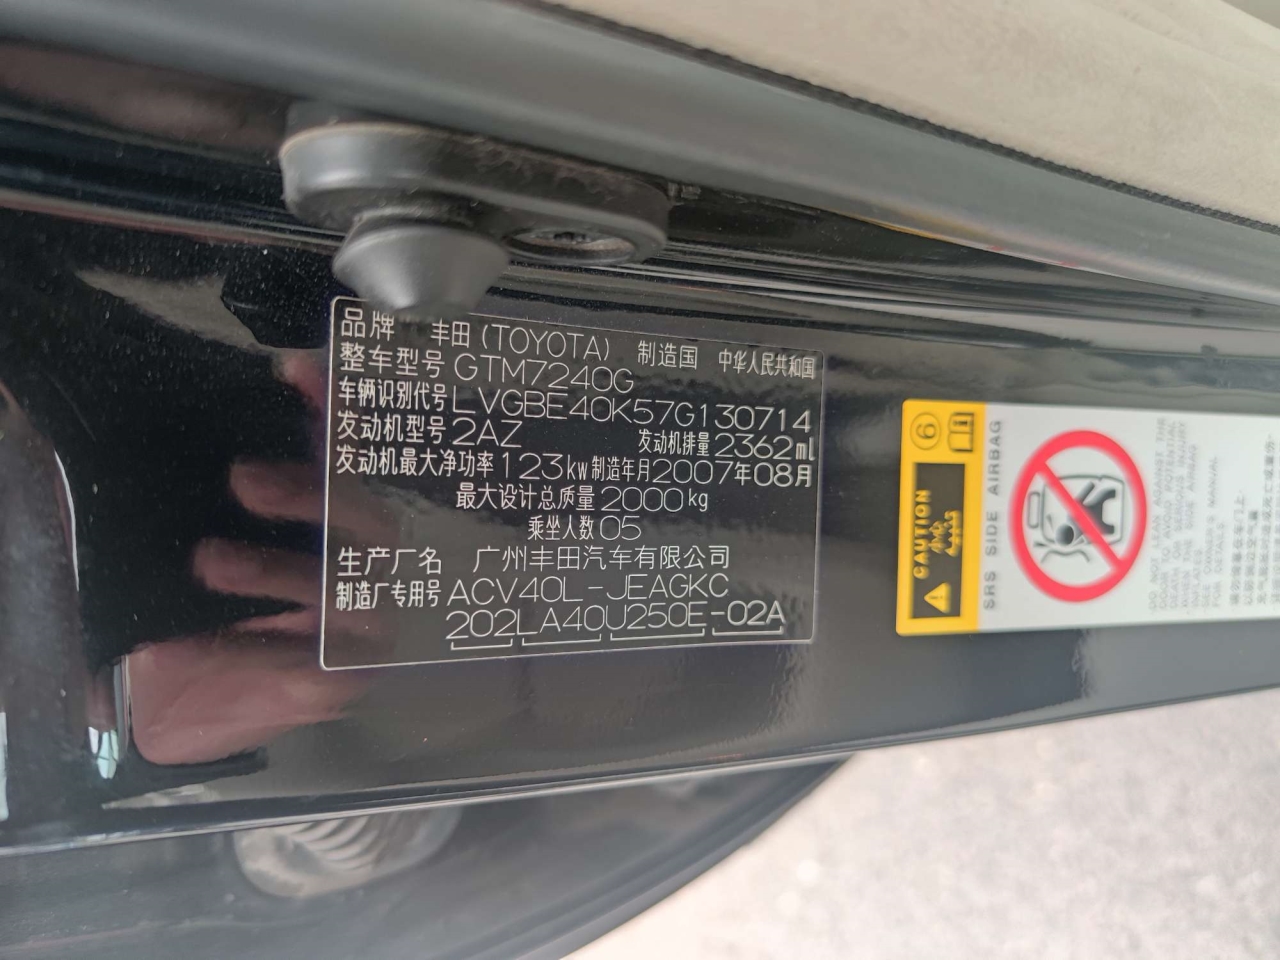 品牌 丰田 (TOYOTA) 制造国 中华人民共和国
整车型号 GTM7240G
车辆识别代号 LVGBE40K57G130714
发动机型号 2AZ 发动机排量 2362ml
发动机最大净功率 123kw 制造年月 2007年08月
最大设计总质量 2000kg
乘坐人数 05
生产厂名 广州丰田汽车有限公司
制造厂专用号 ACV40L-JEAGKC
202LA40U250E-02A
6
CAUTION
SRS SIDE AIRBAG